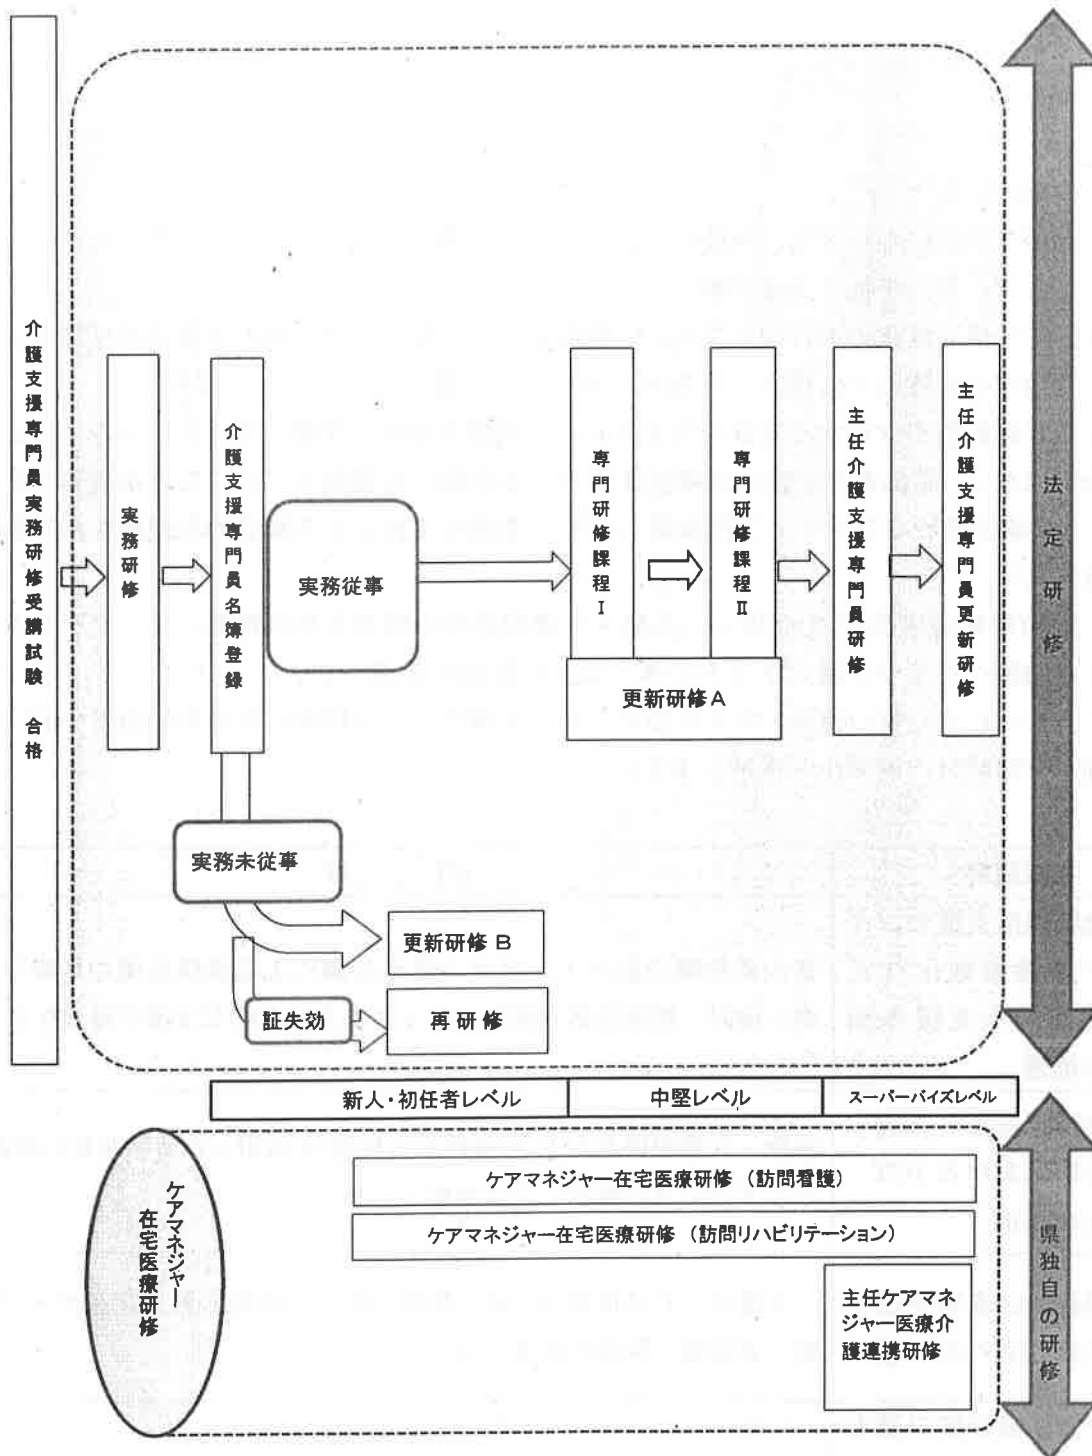 介護支援専門員実務研修受講試験 合格
実務研修
介護支援専門員名簿登録
実務従事
専門研修課程Ⅰ
専門研修課程Ⅱ
更新研修A
主任介護支援専門員研修
主任介護支援専門員更新研修
法定研修
実務未従事
更新研修 B
証失効
再研修
新人・初任者レベル
中堅レベル
スーパーバイズレベル
ケアマネジャー
在宅医療研修
ケアマネジャー在宅医療研修（訪問看護）
ケアマネジャー在宅医療研修（訪問リハビリテーション）
主任ケアマネ
ジャー医療介
護連携研修
県独自の研修